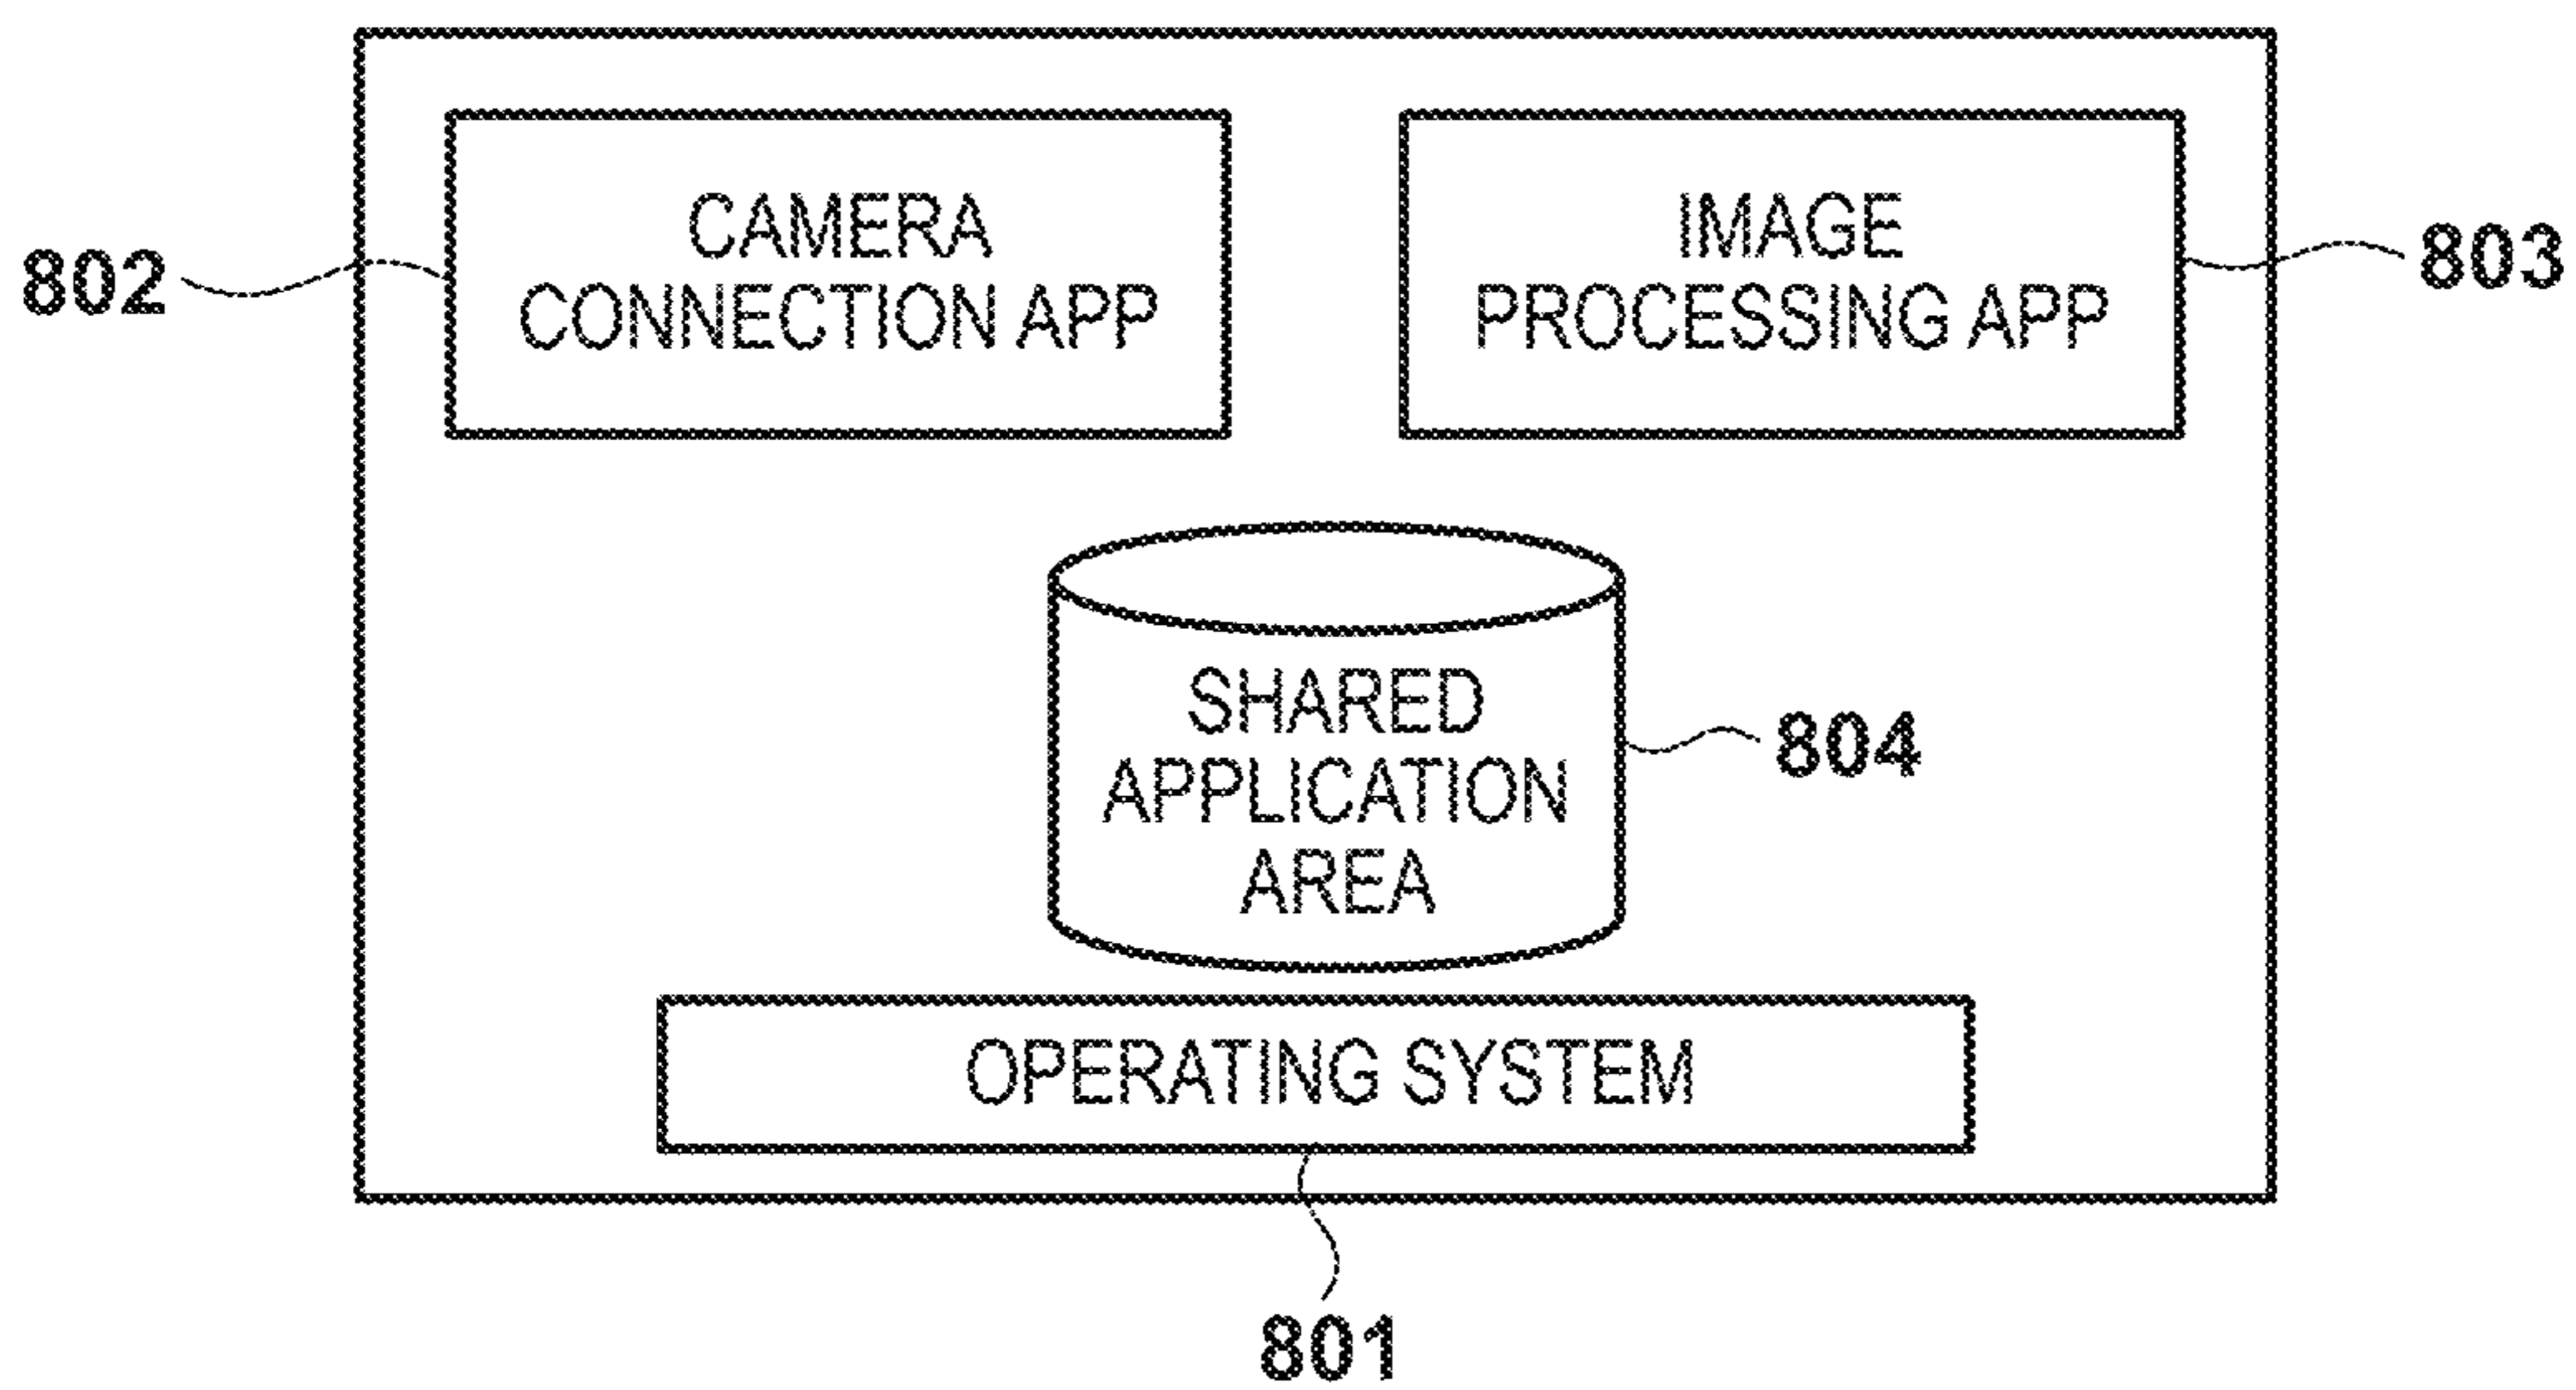 CAMERA
CONNECTION APP
IMAGE
PROCESSING APP
802
803
SHARED
APPLICATION
AREA
804
OPERATING SYSTEM
801